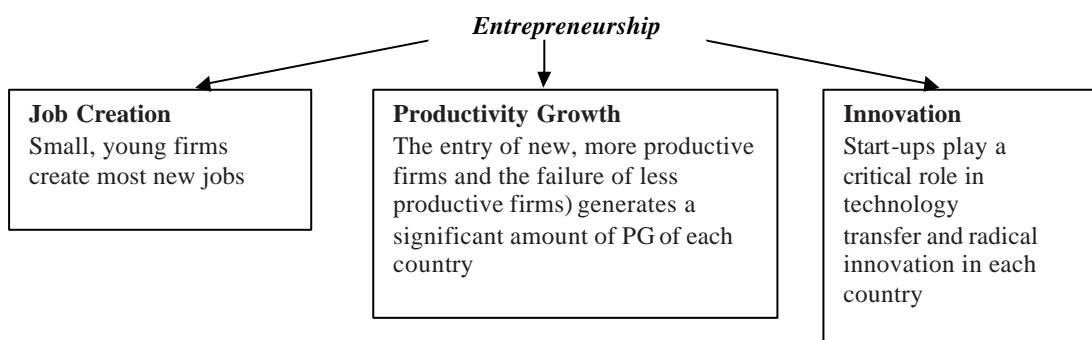 Entrepreneurship
Job Creation
Small, young firms
create most new jobs
Productivity Growth
The entry of new, more productive
firms and the failure of less
productive firms) generates a
significant amount of PG of each
country
Innovation
Start-ups play a
critical role in
technology
transfer and radical
innovation in each
country